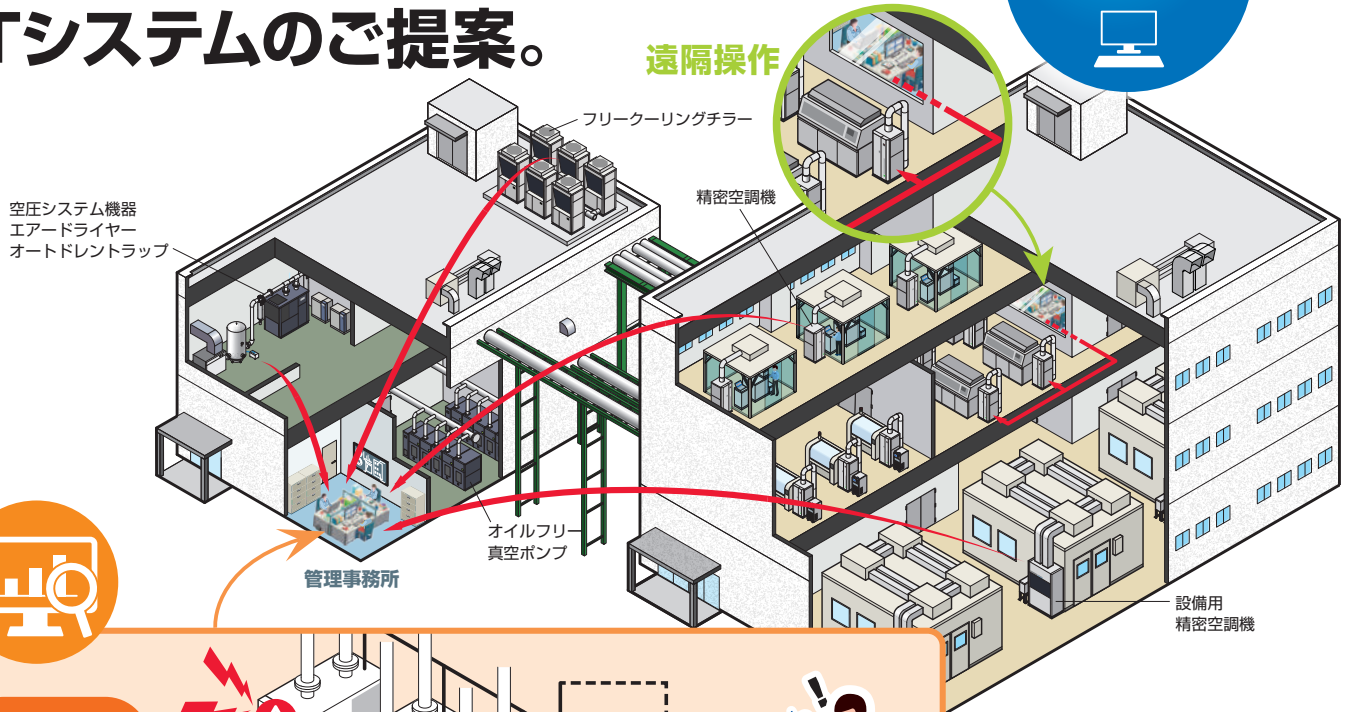 Tシステムのご提案。
遠隔操作
フリークーリングチラー
空圧システム機器
エアードライヤー
オートドレントラップ
精密空調機
オイルフリー
真空ポンプ
管理事務所
設備用
精密空調機